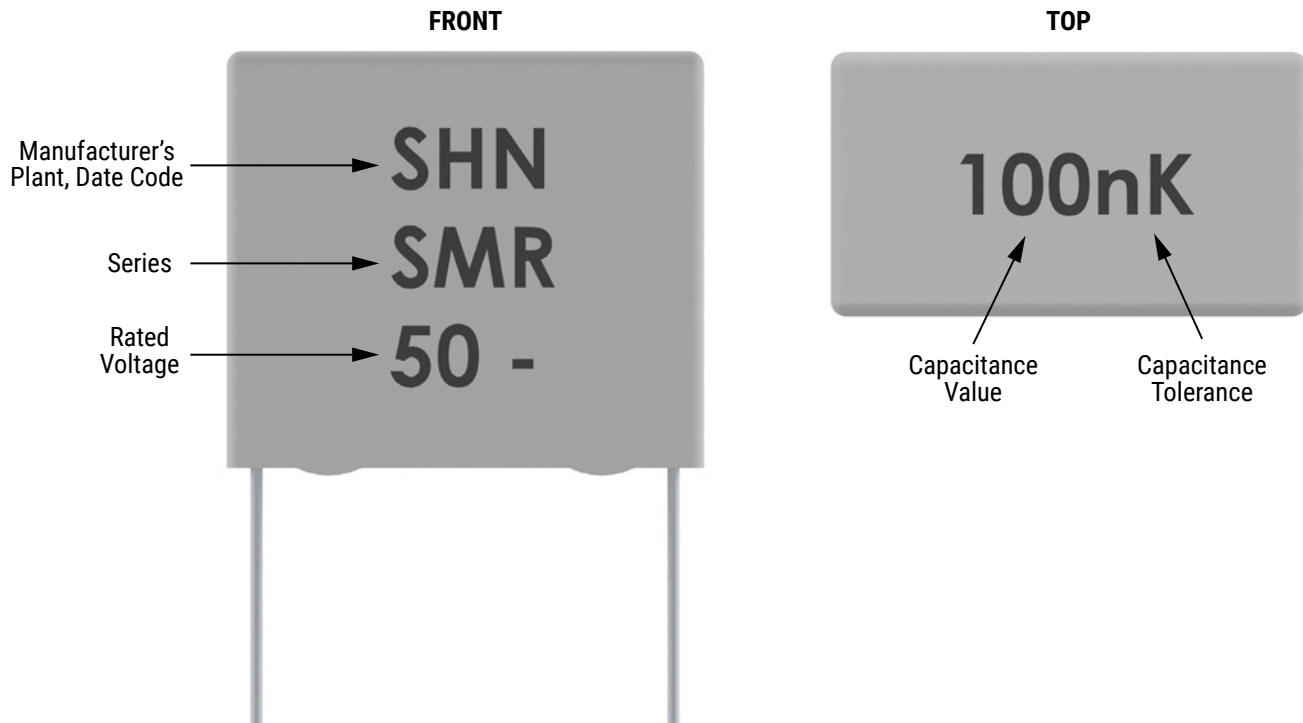 FRONT
TOP
Manufacturer's
Plant, Date Code
SHN
Series
SMR
Rated
Voltage
50 -
100nK
Capacitance
Value
Capacitance
Tolerance